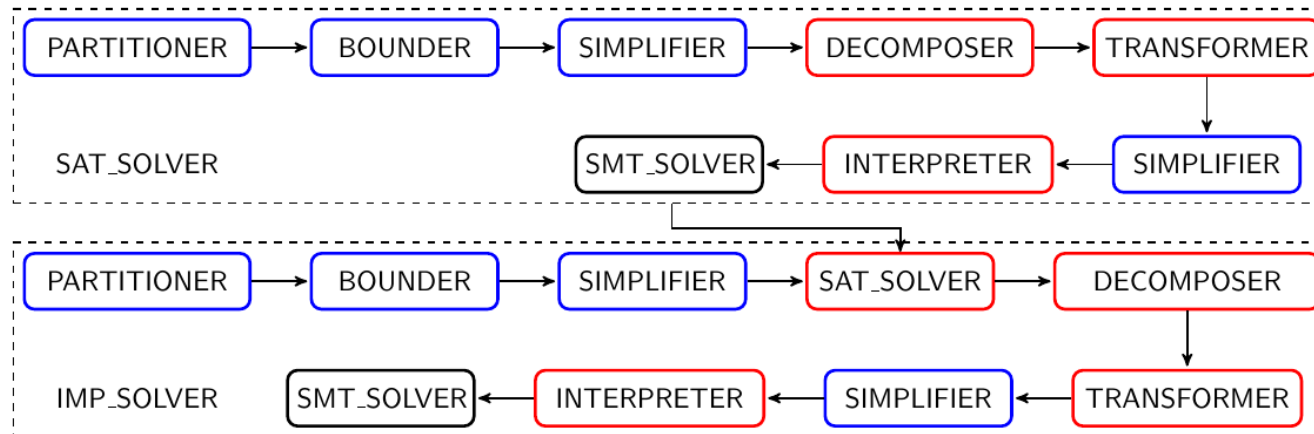 PARTITIONER BOUNDER SIMPLIFIER DECOMPOSER TRANSFORMER
SAT_SOLVER SMT_SOLVER INTERPRETER SIMPLIFIER
PARTITIONER BOUNDER SIMPLIFIER SAT_SOLVER DECOMPOSER
IMP_SOLVER SMT_SOLVER INTERPRETER SIMPLIFIER TRANSFORMER